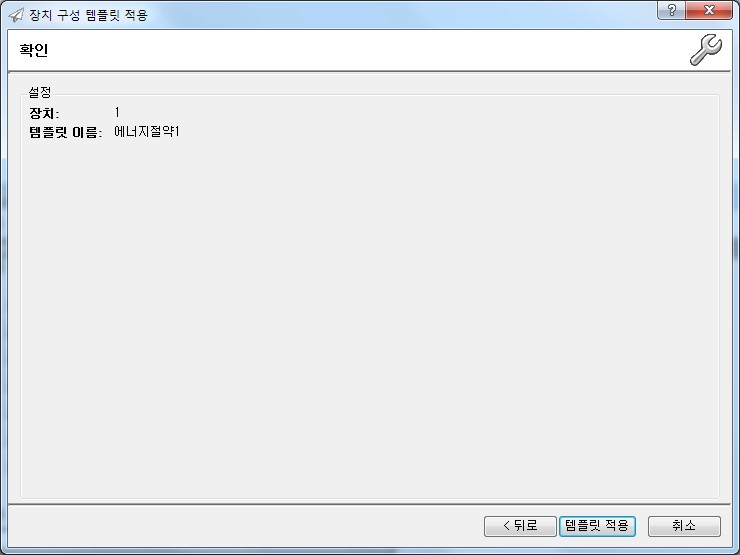 장치 구성 템플릿 적용
확인
설정
장치: 1
템플릿 이름: 에너지절약1
< 뒤로 템플릿 적용 취소